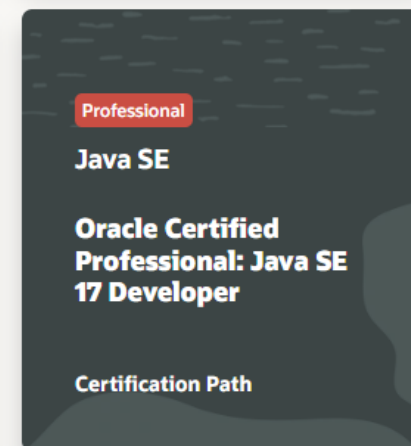 Professional
Java SE
Oracle Certified
Professional: Java SE
17 Developer
Certification Path